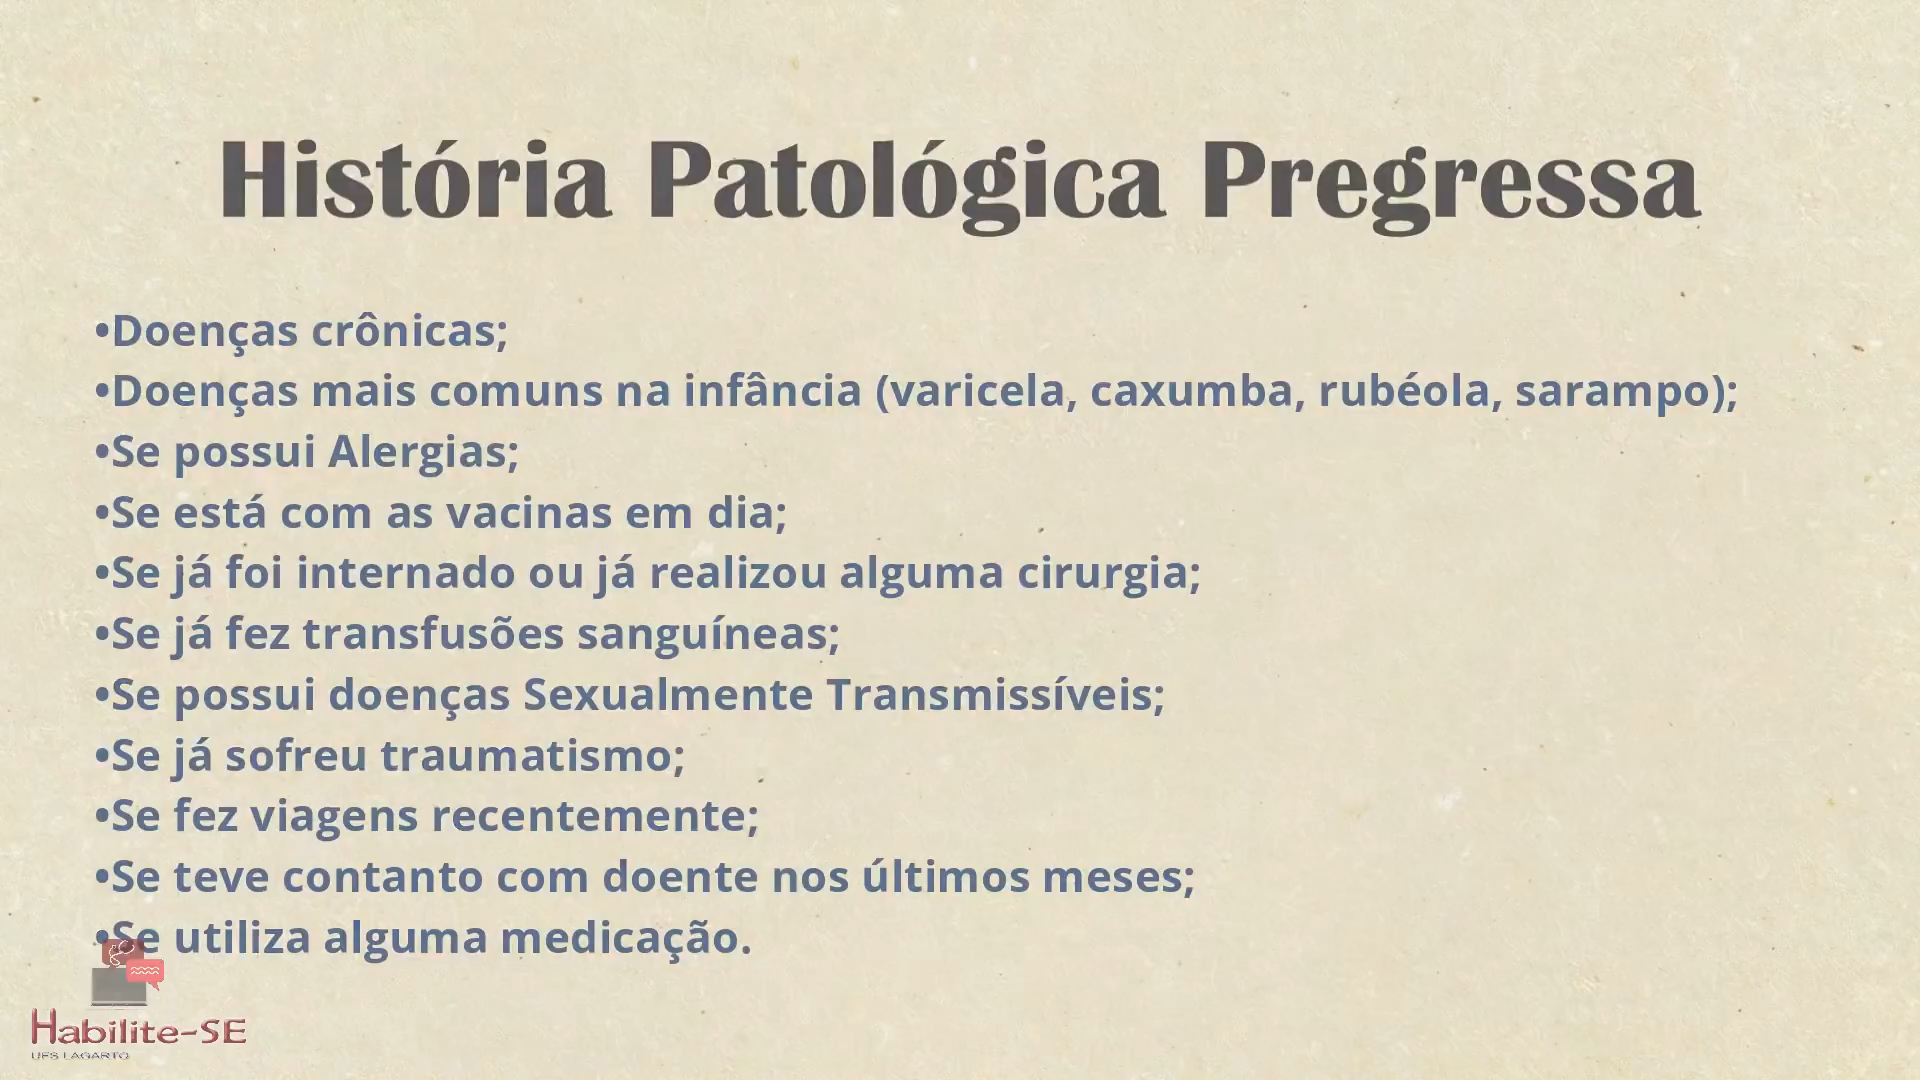 História Patológica Pregressa
•Doenças crônicas;
•Doenças mais comuns na infância (varicela, caxumba, rubéola, sarampo);
•Se possui Alergias;
•Se está com as vacinas em dia;
•Se já foi internado ou já realizou alguma cirurgia;
•Se já fez transfusões sanguíneas;
•Se possui doenças Sexualmente Transmissíveis;
•Se já sofreu traumatismo;
•Se fez viagens recentemente;
•Se teve contanto com doente nos últimos meses;
•Se utiliza alguma medicação.
Habilite-SE
UFS LAGARTO